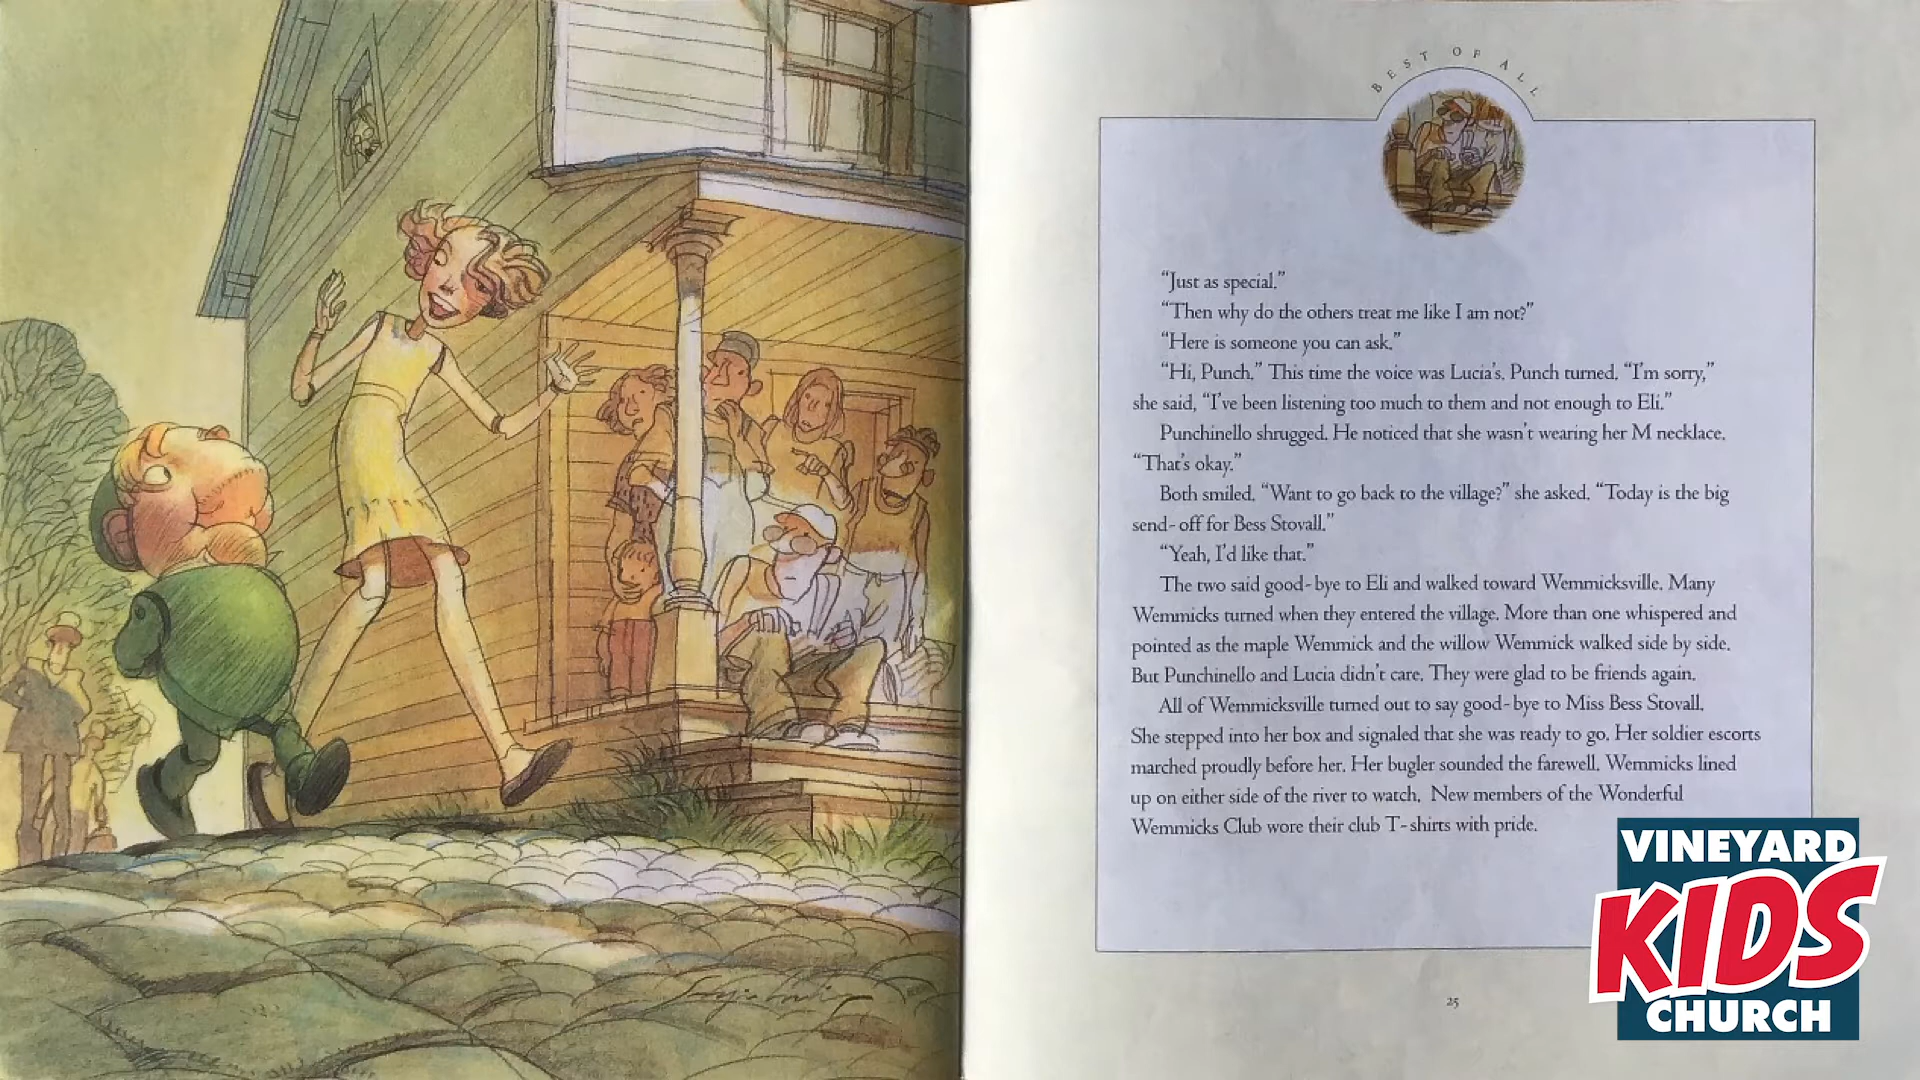 BEST OF ALL
“Just as special.”
“Then why do the others treat me like I am not?”
“Here is someone you can ask.”
“Hi, Punch.” This time the voice was Lucia’s. Punch turned. “I’m sorry,”
she said, “I’ve been listening too much to them and not enough to Eli.”
Punchinello shrugged. He noticed that she wasn’t wearing her M necklace.
“That’s okay.”
Both smiled. “Want to go back to the village?” she asked. “Today is the big
send-off for Bess Stovall.”
“Yeah, I’d like that.”
The two said good-bye to Eli and walked toward Wemmicksville. Many
Wemmicks turned when they entered the village. More than one whispered and
pointed as the maple Wemmick and the willow Wemmick walked side by side.
But Punchinello and Lucia didn’t care. They were glad to be friends again.
All of Wemmicksville turned out to say good-bye to Miss Bess Stovall.
She stepped into her box and signaled that she was ready to go. Her soldier escorts
marched proudly before her. Her bugler sounded the farewell. Wemmicks lined
up on either side of the river to watch. New members of the Wonderful
Wemmicks Club wore their club T-shirts with pride.
25
VINEYARD
KIDS
CHURCH